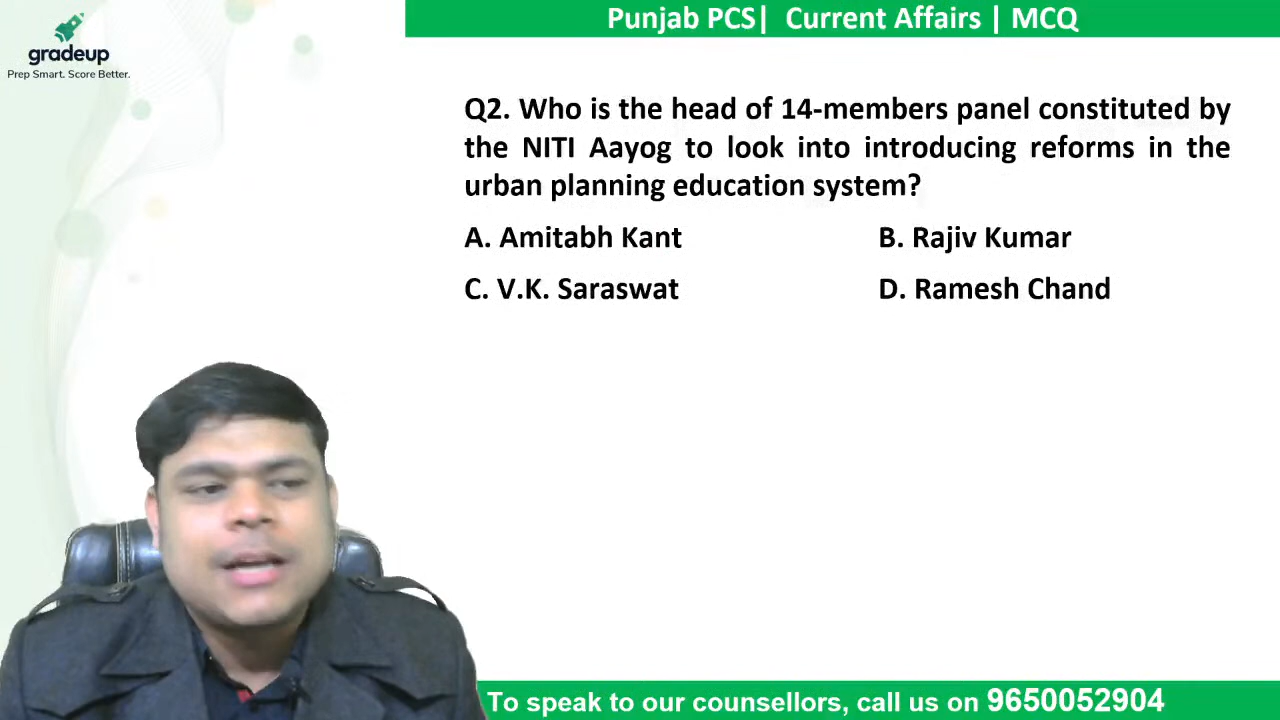 Punjab PCS| Current Affairs | MCQ
gradeup
Prep Smart. Score Better.
Q2. Who is the head of 14-members panel constituted by
the NITI Aayog to look into introducing reforms in the
urban planning education system?
A. Amitabh Kant
B. Rajiv Kumar
C. V.K. Saraswat
D. Ramesh Chand
To speak to our counsellors, call us on 9650052904